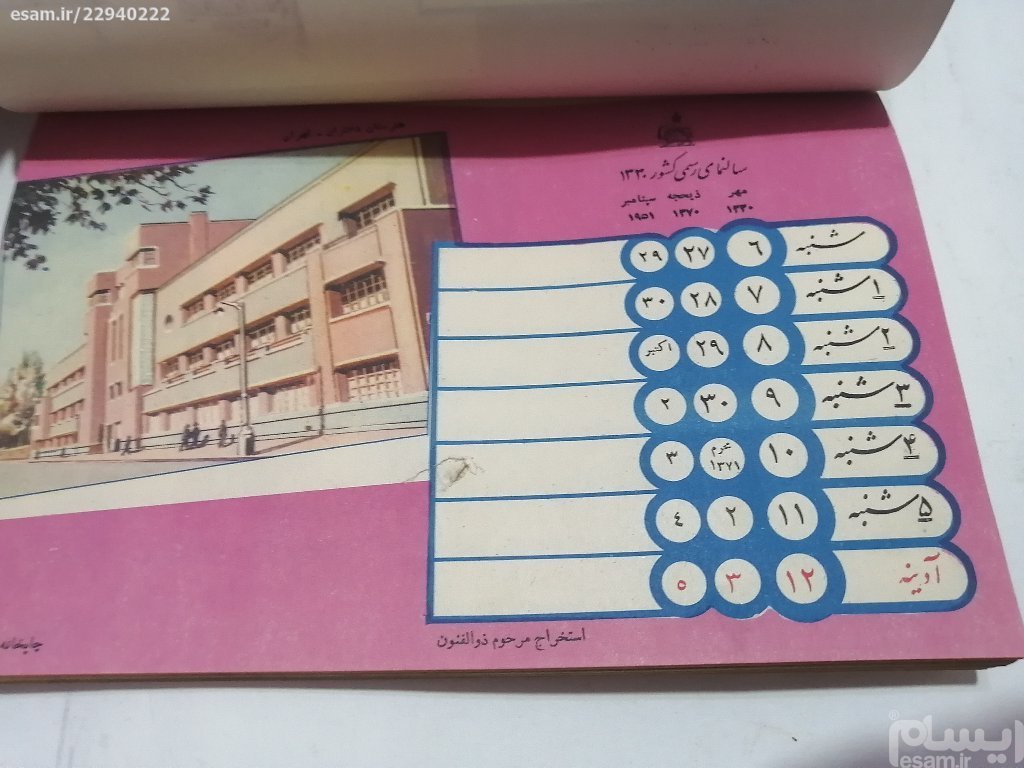 esam.ir/22940222
هنرستان دختران - تهران
سالنمای رسمی کشور ۱۳۳۰
مهر ذیحجه سپتامبر
۱۳۳۰ ۱۳۷۰ ۱۹۵۱
شنبه ۶ ۲۷ ۲۹
۱شنبه ۷ ۲۸ ۳۰
۲شنبه ۸ ۲۹ اکتبر
۳شنبه ۹ ۳۰ ۲
۴شنبه ۱۰ محرم ۱۳۷۱ ۳
۵شنبه ۱۱ ۲ ۴
آدینه ۱۲ ۳ ۵
استخراج مرحوم ذوالفنون
چاپخانه
ایسام
esam.ir